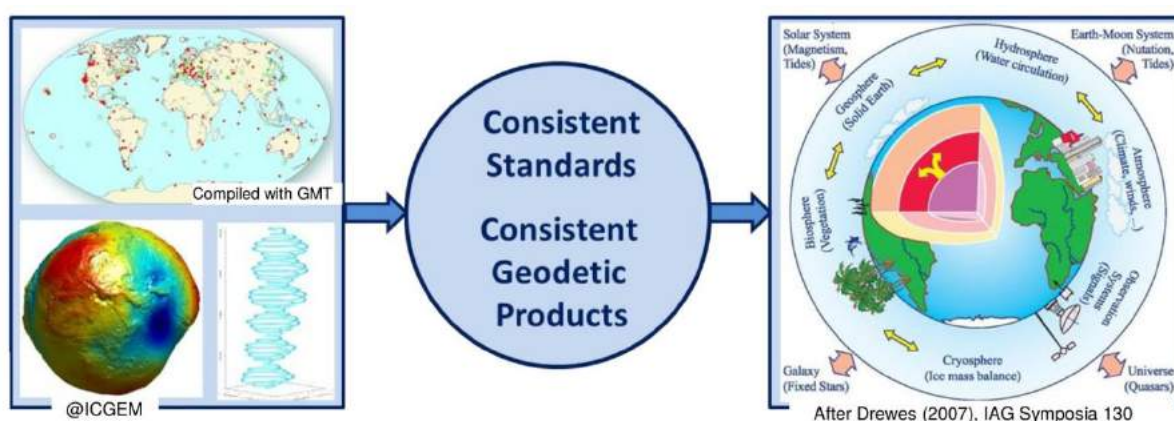 Compiled with GMT
@ICGEM
Consistent
Standards
Consistent
Geodetic
Products
Solar System
(Magnetism,
Tides)
Earth-Moon System
(Nutation,
Tides)
Hydrosphere
(Water circulation)
Geosphere
(Solid Earth)
Atmosphere
(Climate, winds, ..)
Biosphere
(Vegetation)
Observation
Systems
(Signals)
Cryosphere
(Ice mass balance)
Galaxy
(Fixed Stars)
Universe
(Quasars)
After Drewes (2007), IAG Symposia 130